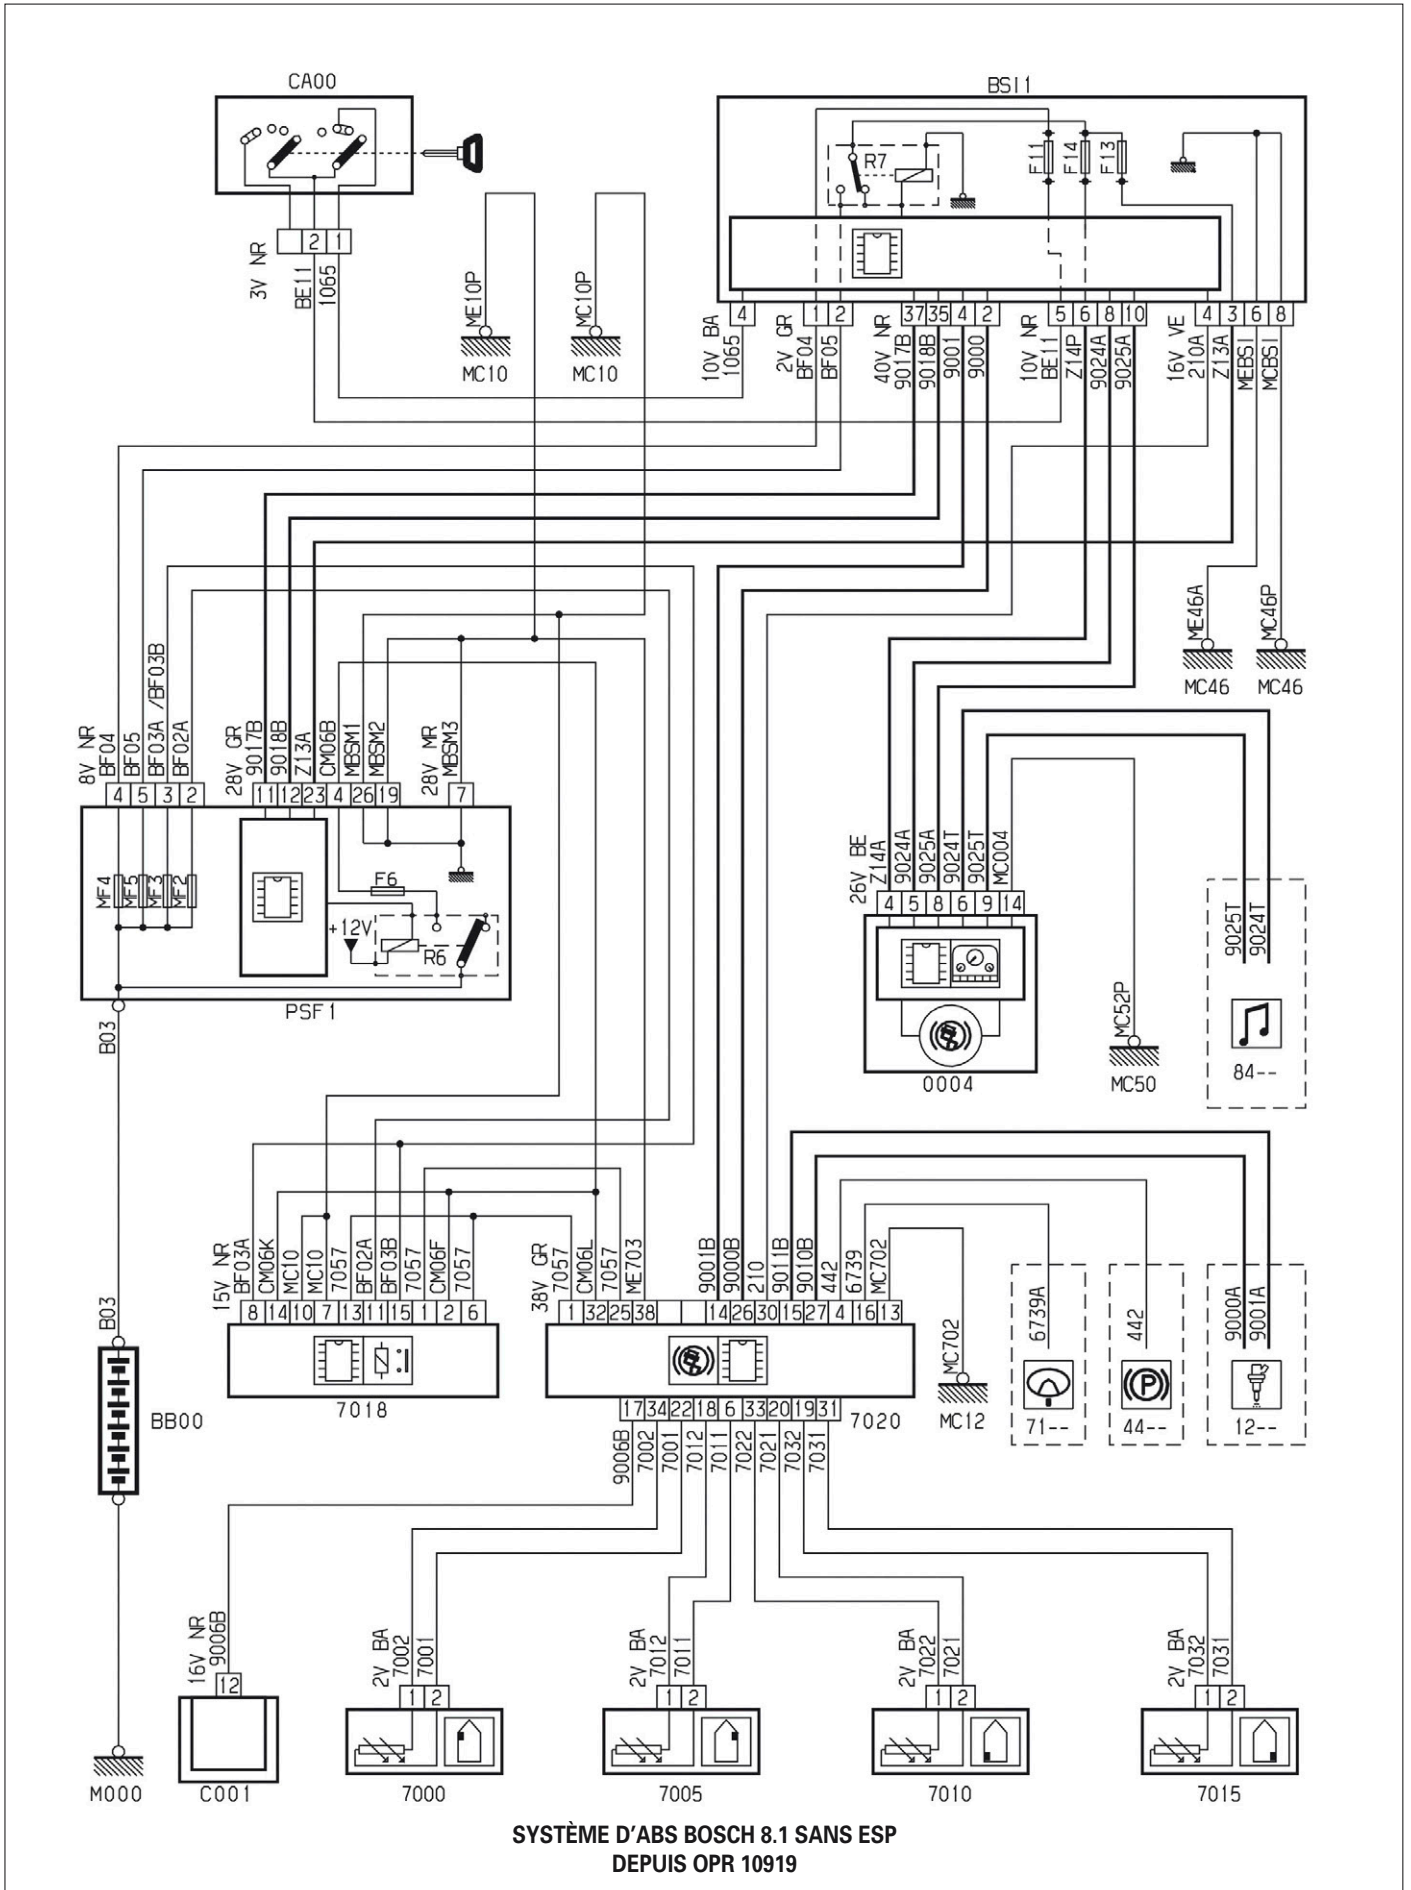 CA00
BSI1
R7
F11
F14
F13
2 1
3V NR
BE11
1065
ME10P
MC10
MC10P
MC10
4
1 2
37 35 4 2
5 6 8 10
4 3 6 8
10V BA
1065
2V GR
BF04
BF05
40V NR
9017B
9018B
9001
9000
10V NR
BE11
Z14P
9024A
9025A
16V VE
210A
Z13A
MEBSI
MCBSI
ME46A
MC46
MC46P
MC46
8V NR
BF04
BF05
BF03A /BF03B
BF02A
28V GR
9017B
9018B
Z13A
CM06B
MBSM1
MBSM2
28V MR
MBSM3
4 5 3 2
11 12 23 4 26 19
7
MF4
MF5
MF3
MF2
F6
+12V
R6
PSF1
B03
26V BE
Z14A
9024A
9025A
9024T
9025T
MC004
4 5 8 6 9 14
0004
MC52P
MC50
9025T
9024T
84--
15V NR
BF03A
CM06K
MC10
MC10
7057
BF02A
BF03B
7057
CM06F
7057
8 14 10 7 13 11 15 1 2 6
7018
38V GR
7057
CM06L
7057
ME703
9001B
9000B
210
9011B
9010B
442
6739
MC702
1 32 25 38
14 26 30 15 27 4 16 13
MC702
MC12
6739A
71--
442
P
44--
9000A
9001A
12--
B03
BB00
17 34 22 18 6 33 20 19 31
7020
9006B
7002
7001
7012
7011
7022
7021
7032
7031
M000
16V NR
9006B
12
C001
2V BA
7002
7001
1 2
7000
2V BA
7012
7011
1 2
7005
2V BA
7022
7021
1 2
7010
2V BA
7032
7031
1 2
7015
SYSTÈME D'ABS BOSCH 8.1 SANS ESP
DEPUIS OPR 10919